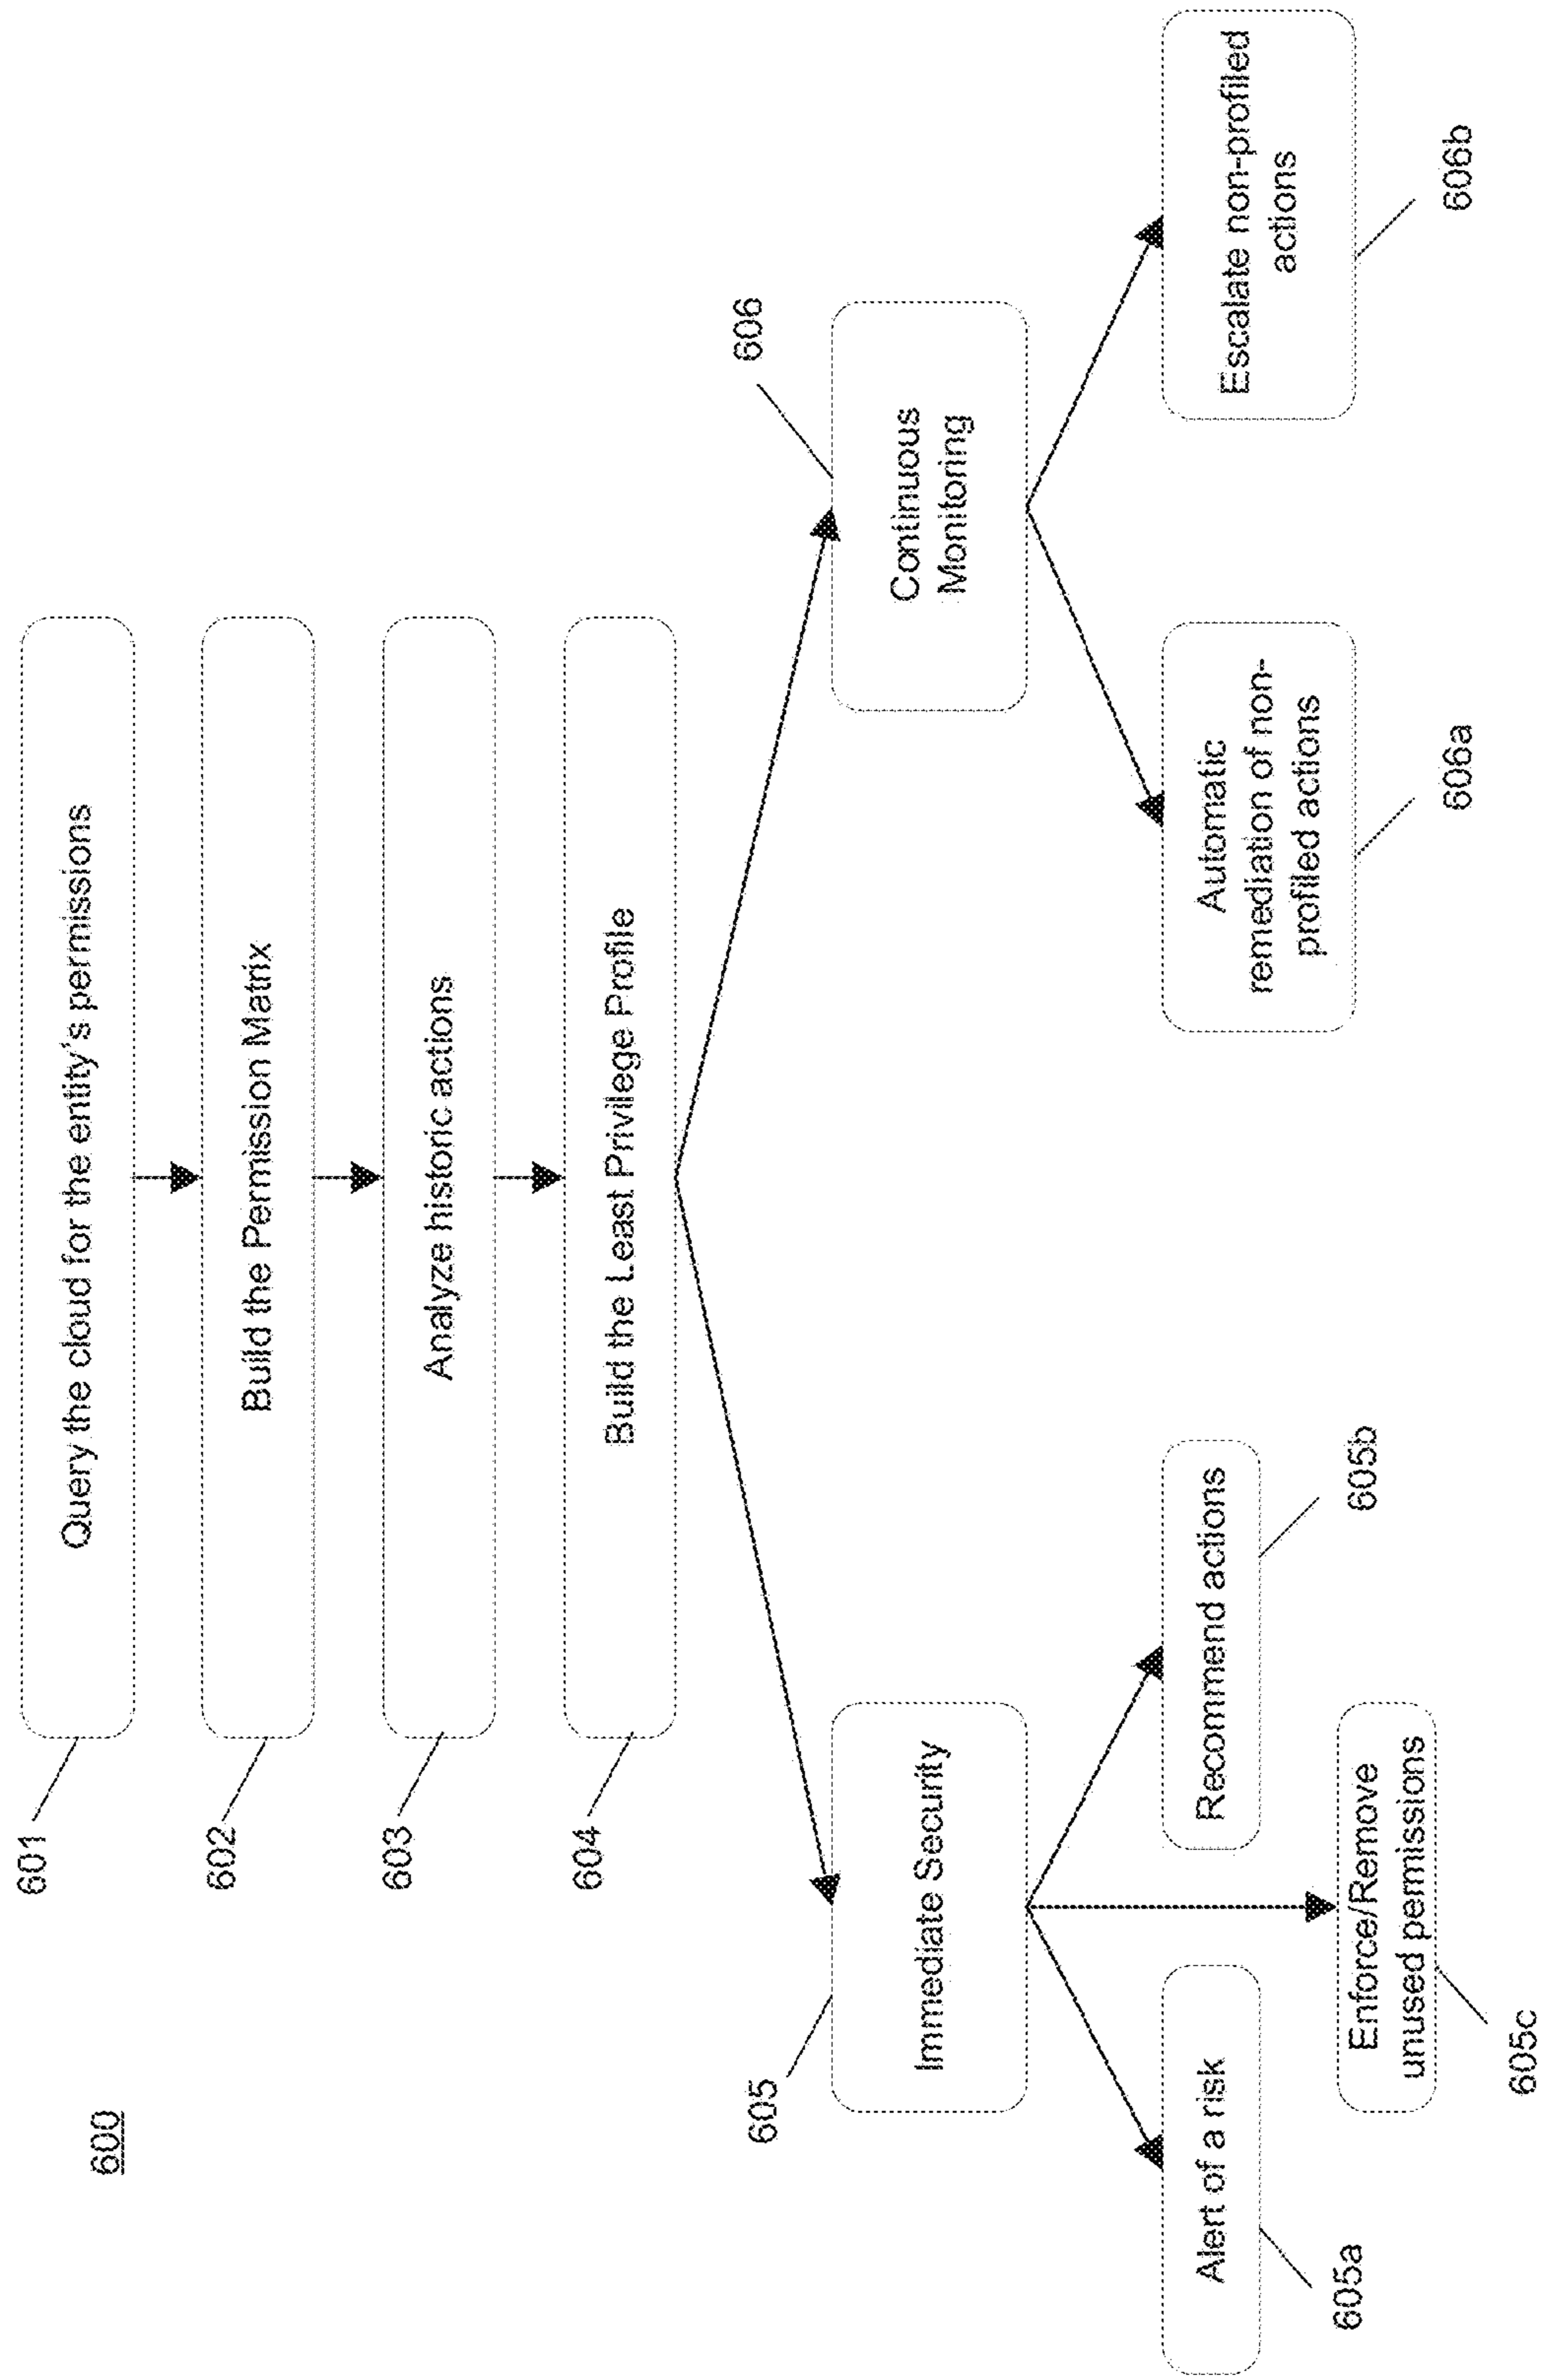 600
601
Query the cloud for the entity's permissions
602
Build the Permission Matrix
603
Analyze historic actions
604
Build the Least Privilege Profile
605
Immediate Security
606
Continuous
Monitoring
605a
Alert of a risk
Recommend actions
605b
Enforce/Remove
unused permissions
605c
Automatic
remediation of non-
profiled actions
606a
Escalate non-profiled
actions
606b